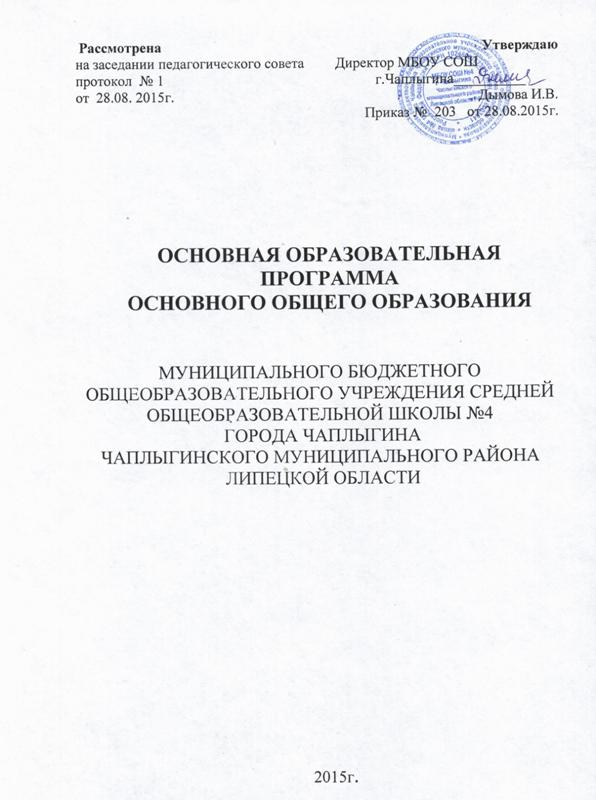 Рассмотрена Утверждаю
на заседании педагогического совета Директор МБОУ СОШ
протокол № 1 г.Чаплыгина
от 28.08. 2015г. Дымова И.В.
Приказ № 203 от 28.08.2015г.
ОСНОВНАЯ ОБРАЗОВАТЕЛЬНАЯ
ПРОГРАММА
ОСНОВНОГО ОБЩЕГО ОБРАЗОВАНИЯ
МУНИЦИПАЛЬНОГО БЮДЖЕТНОГО
ОБЩЕОБРАЗОВАТЕЛЬНОГО УЧРЕЖДЕНИЯ СРЕДНЕЙ
ОБЩЕОБРАЗОВАТЕЛЬНОЙ ШКОЛЫ №4
ГОРОДА ЧАПЛЫГИНА
ЧАПЛЫГИНСКОГО МУНИЦИПАЛЬНОГО РАЙОНА
ЛИПЕЦКОЙ ОБЛАСТИ
2015г.